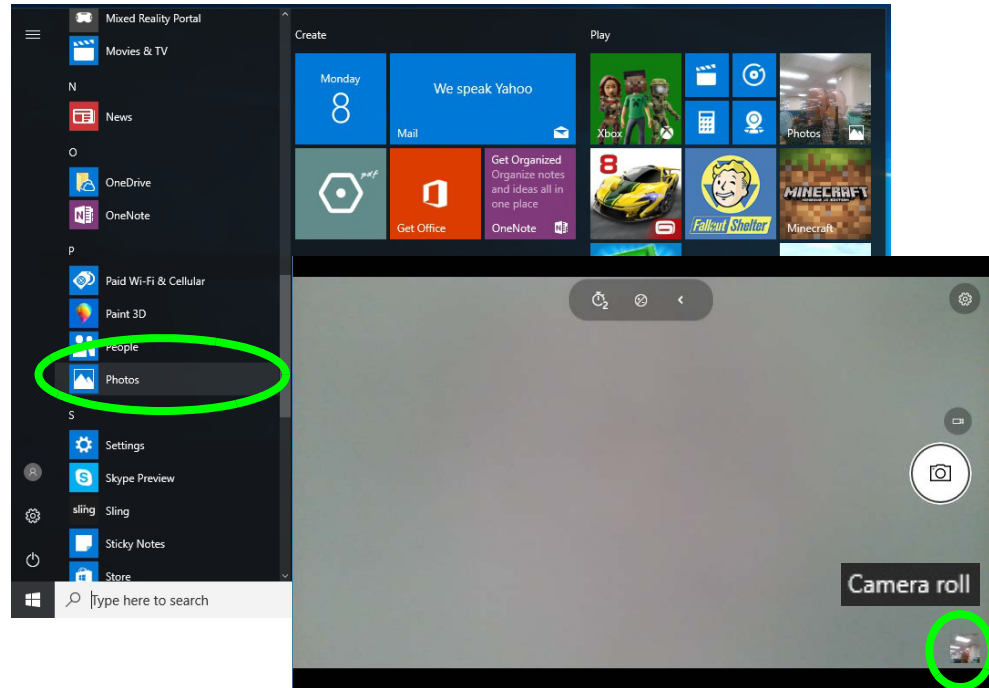 Mixed Reality Portal
Movies & TV
N
News
O
OneDrive
OneNote
P
Paid Wi-Fi & Cellular
Paint 3D
People
Photos
S
Settings
Skype Preview
sling Sling
Sticky Notes
Store
Type here to search
Create
Monday
8
We speak Yahoo
Mail
pdf
Get Office
Get Organized
Organize notes
and ideas all in
one place
OneNote
Play
Xbox
Photos
8
Fallout Shelter
MINECRAFT
Minecraft
2
Camera roll